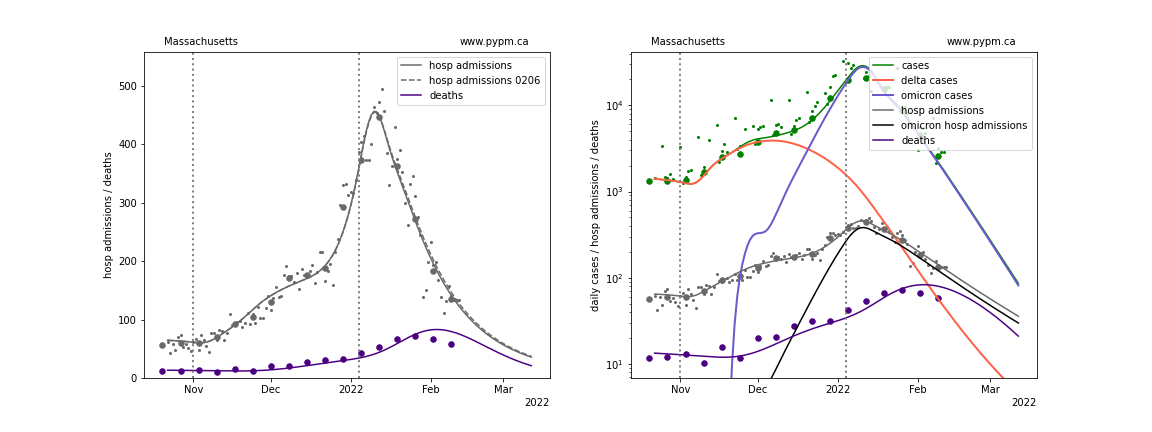 Massachusetts
www.pypm.ca
hosp admissions
hosp admissions 0206
deaths
hosp admissions / deaths
500
400
300
200
100
0
Nov
Dec
2022
Feb
Mar
2022
Massachusetts
www.pypm.ca
cases
delta cases
omicron cases
hosp admissions
omicron hosp admissions
deaths
daily cases / hosp admissions / deaths
10⁴
10³
10²
10¹
Nov
Dec
2022
Feb
Mar
2022